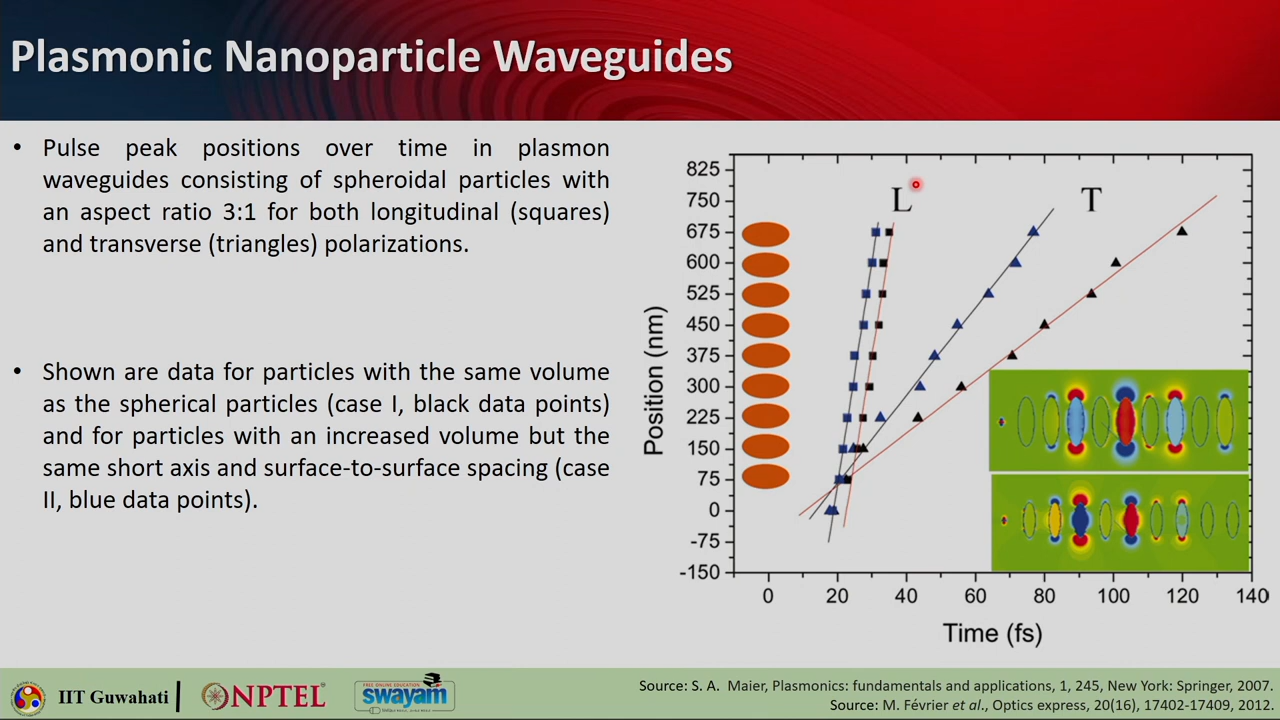 Plasmonic Nanoparticle Waveguides
• Pulse peak positions over time in plasmon
waveguides consisting of spheroidal particles with
an aspect ratio 3:1 for both longitudinal (squares)
and transverse (triangles) polarizations.
• Shown are data for particles with the same volume
as the spherical particles (case I, black data points)
and for particles with an increased volume but the
same short axis and surface-to-surface spacing (case
II, blue data points).
L
T
Position (nm)
825
750
675
600
525
450
375
300
225
150
75
0
-75
-150
0 20 40 60 80 100 120 140
Time (fs)
IIT Guwahati
NPTEL
FREE ONLINE EDUCATION
swayam
Source: S. A. Maier, Plasmonics: fundamentals and applications, 1, 245, New York: Springer, 2007.
Source: M. Février et al., Optics express, 20(16), 17402-17409, 2012.